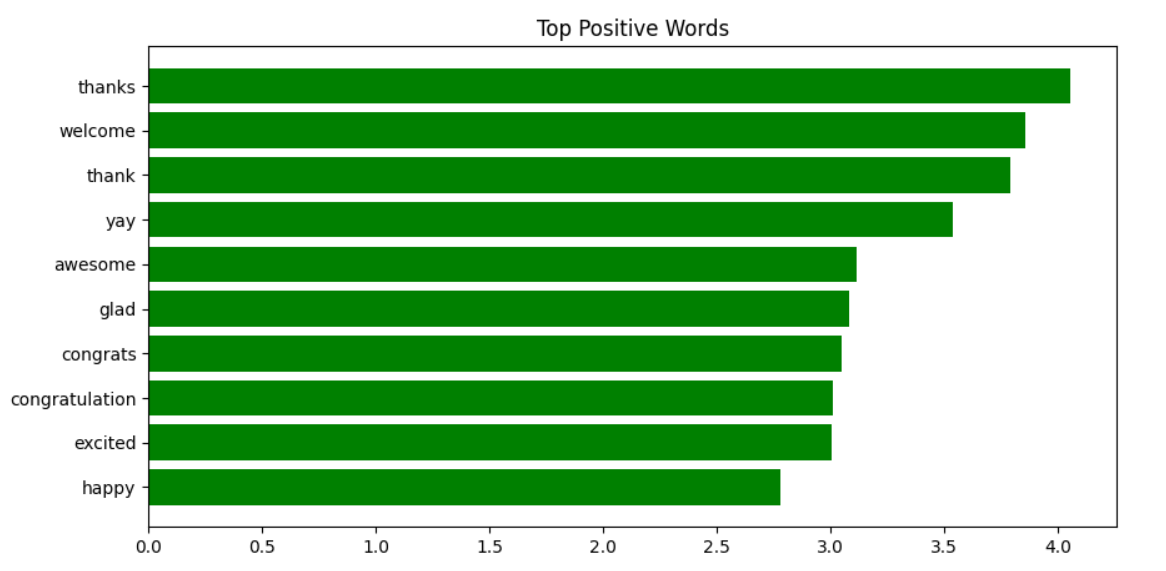 Top Positive Words
thanks
welcome
thank
yay
awesome
glad
congrats
congratulation
excited
happy
0.0 0.5 1.0 1.5 2.0 2.5 3.0 3.5 4.0